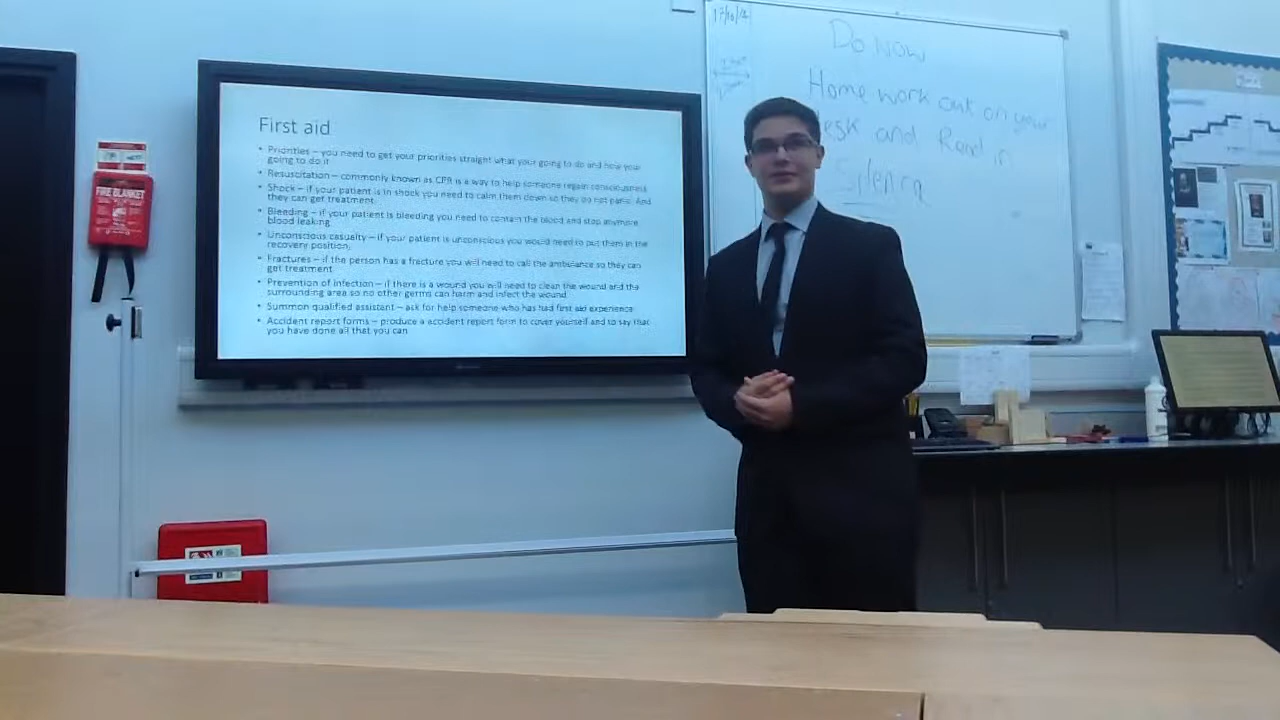 First aid
• Priorities – you need to get your priorities straight what your going to do and how your
going to do it
• Resuscitation – commonly known as CPR is a way to help someone regain consciousness
• Shock – if your patient is in shock you need to calm them down so they do not panic. And
they can get treatment
• Bleeding – if your patient is bleeding you need to contain the blood and stop anymore
blood leaking
• Unconscious casualty – if your patient is unconscious you would need to put them in the
recovery position.
• Fractures – if the person has a fracture you will need to call the ambulance so they can
get treatment
• Prevention of infection – if there is a wound you will need to clean the wound and the
surrounding area so no other germs can harm and infect the wound
• Summon qualified assistant – ask for help someone who has had first aid experience
• Accident report forms – produce a accident report form to cover yourself and to say that
you have done all that you can
Do Now
Home work out on your
desk and Read in
FIRE BLANKET